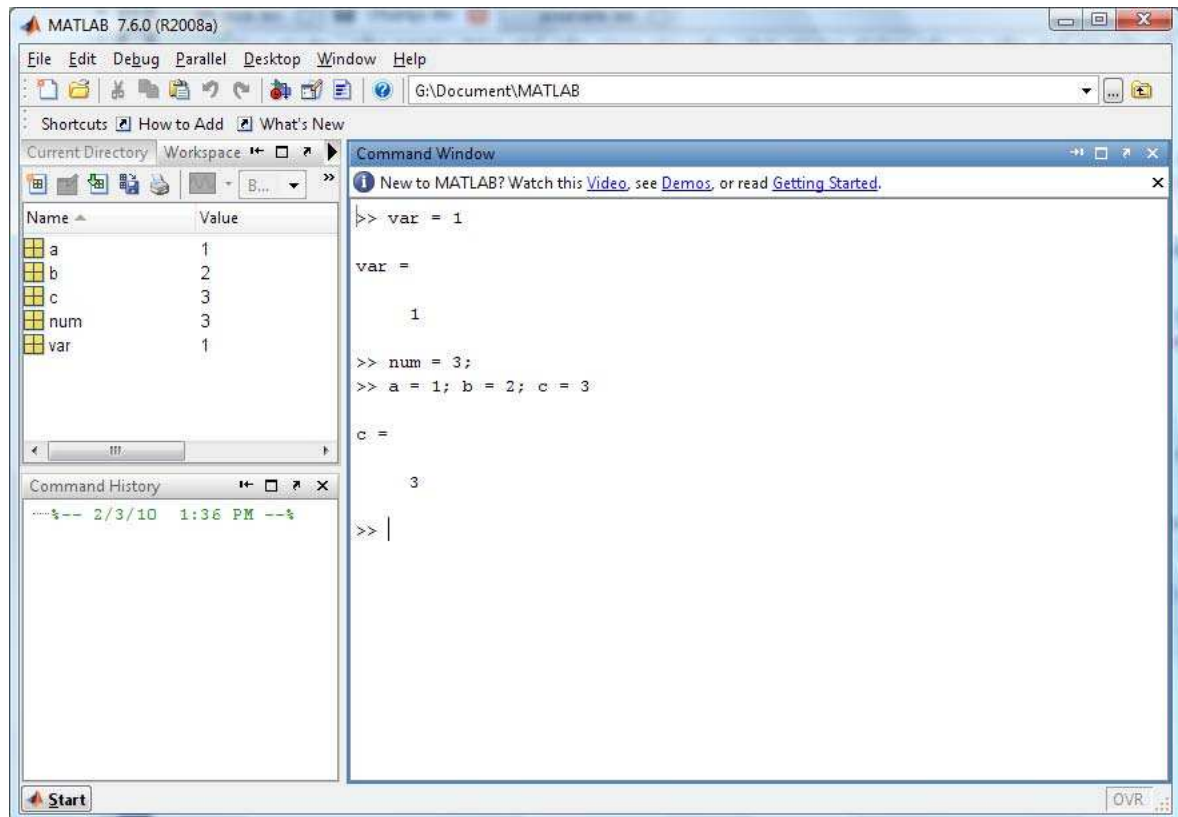 MATLAB 7.6.0 (R2008a)
File Edit Debug Parallel Desktop Window Help
G:\Document\MATLAB
...
Shortcuts How to Add What's New
Current Directory Workspace
B... »
Name Value
a 1
b 2
c 3
num 3
var 1
Command History
%-- 2/3/10 1:36 PM --%
Command Window
New to MATLAB? Watch this Video, see Demos, or read Getting Started.
>> var = 1
var =
1
>> num = 3;
>> a = 1; b = 2; c = 3
c =
3
>>
Start
OVR